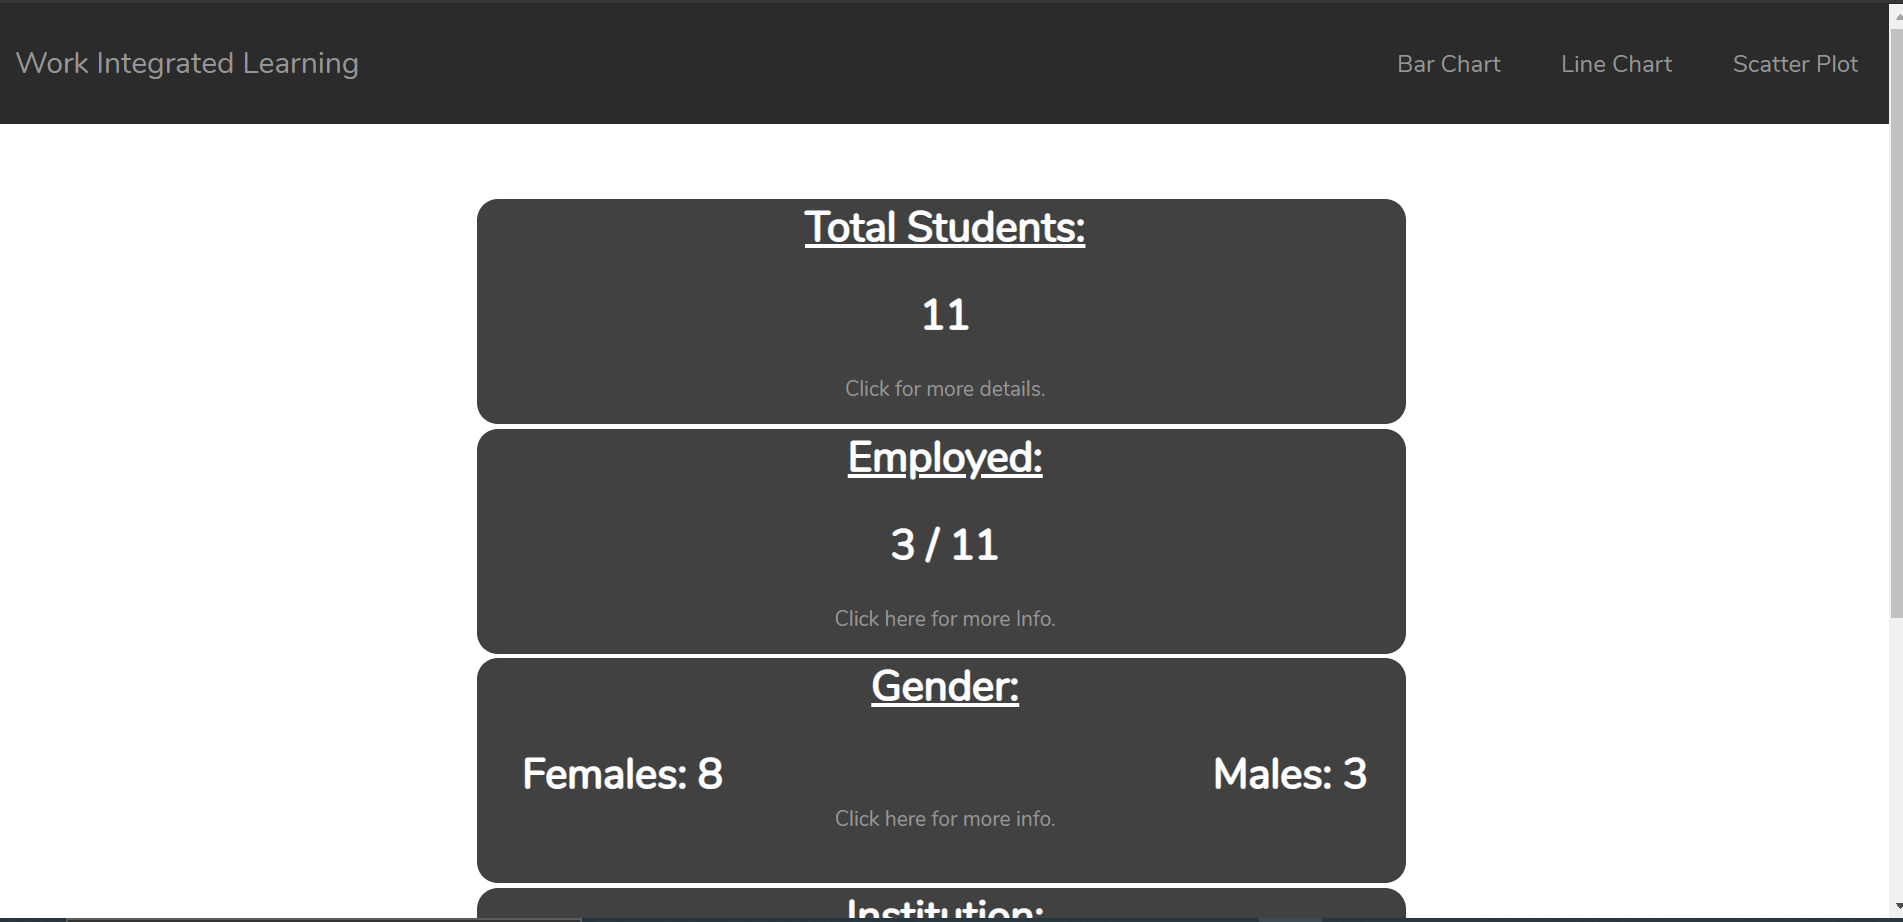 Work Integrated Learning
Bar Chart Line Chart Scatter Plot
Total Students:
11
Click for more details.
Employed:
3 / 11
Click here for more Info.
Gender:
Females: 8 Males: 3
Click here for more info.
Institution: